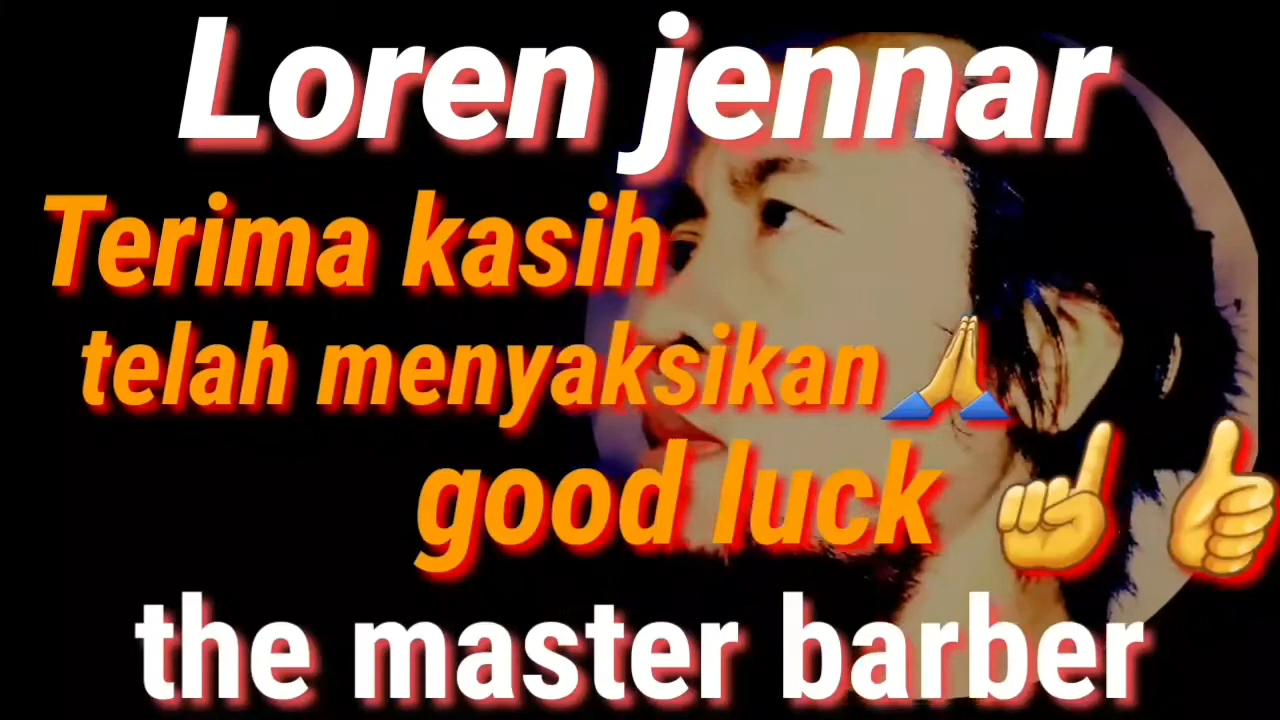 Loren jennar
Terima kasih
telah menyaksikan 🙏
good luck ☝️ 👍
the master barber